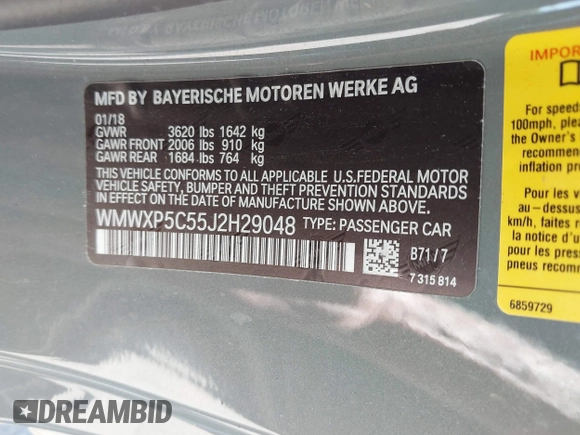 MFD BY BAYERISCHE MOTOREN WERKE AG
01/18
GVWR 3620 lbs 1642 kg
GAWR FRONT 2006 lbs 910 kg
GAWR REAR 1684 lbs 764 kg
THIS VEHICLE CONFORMS TO ALL APPLICABLE U.S.FEDERAL MOTOR
VEHICLE SAFETY, BUMPER AND THEFT PREVENTION STANDARDS
IN EFFECT ON THE DATE OF MANUFACTURE SHOWN ABOVE.
WMWXP5C55J2H29048 TYPE: PASSENGER CAR
B71/7
7 315 814
IMPOR
For speeds
100mph, plea
the Owner's
recommen
inflation pre
Pour les v
-dessus
km/h, faites r
la notice d'u
pour les press
pneus recomm
6859729
DREAMBID